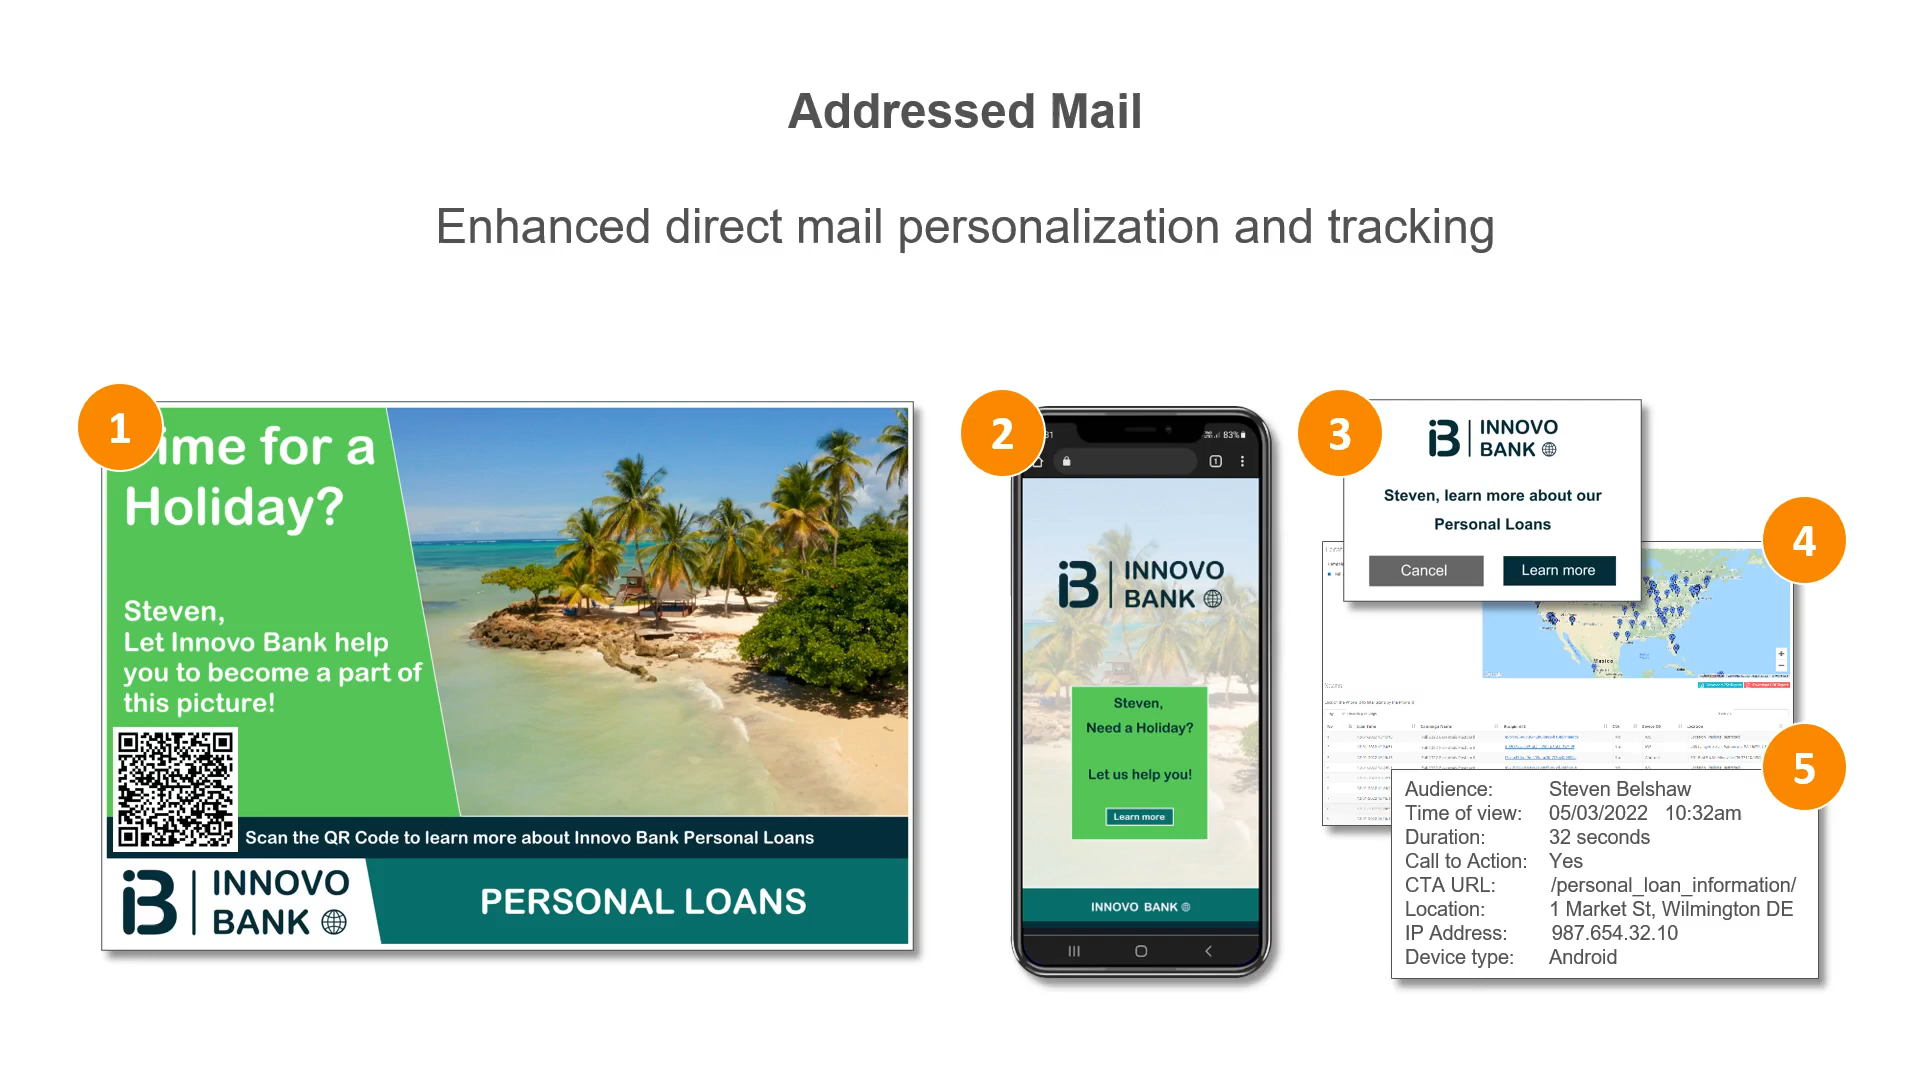 Addressed Mail
Enhanced direct mail personalization and tracking
1
ime for a
Holiday?
Steven,
Let Innovo Bank help
you to become a part of
this picture!
Scan the QR Code to learn more about Innovo Bank Personal Loans
INNOVO
BANK
PERSONAL LOANS
2
83%
1
INNOVO
BANK
Steven,
Need a Holiday?
Let us help you!
Learn more
INNOVO BANK
3
INNOVO
BANK
Steven, learn more about our
Personal Loans
Cancel
Learn more
4
Mexico
5
Audience: Steven Belshaw
Time of view: 05/03/2022 10:32am
Duration: 32 seconds
Call to Action: Yes
CTA URL: /personal_loan_information/
Location: 1 Market St, Wilmington DE
IP Address: 987.654.32.10
Device type: Android